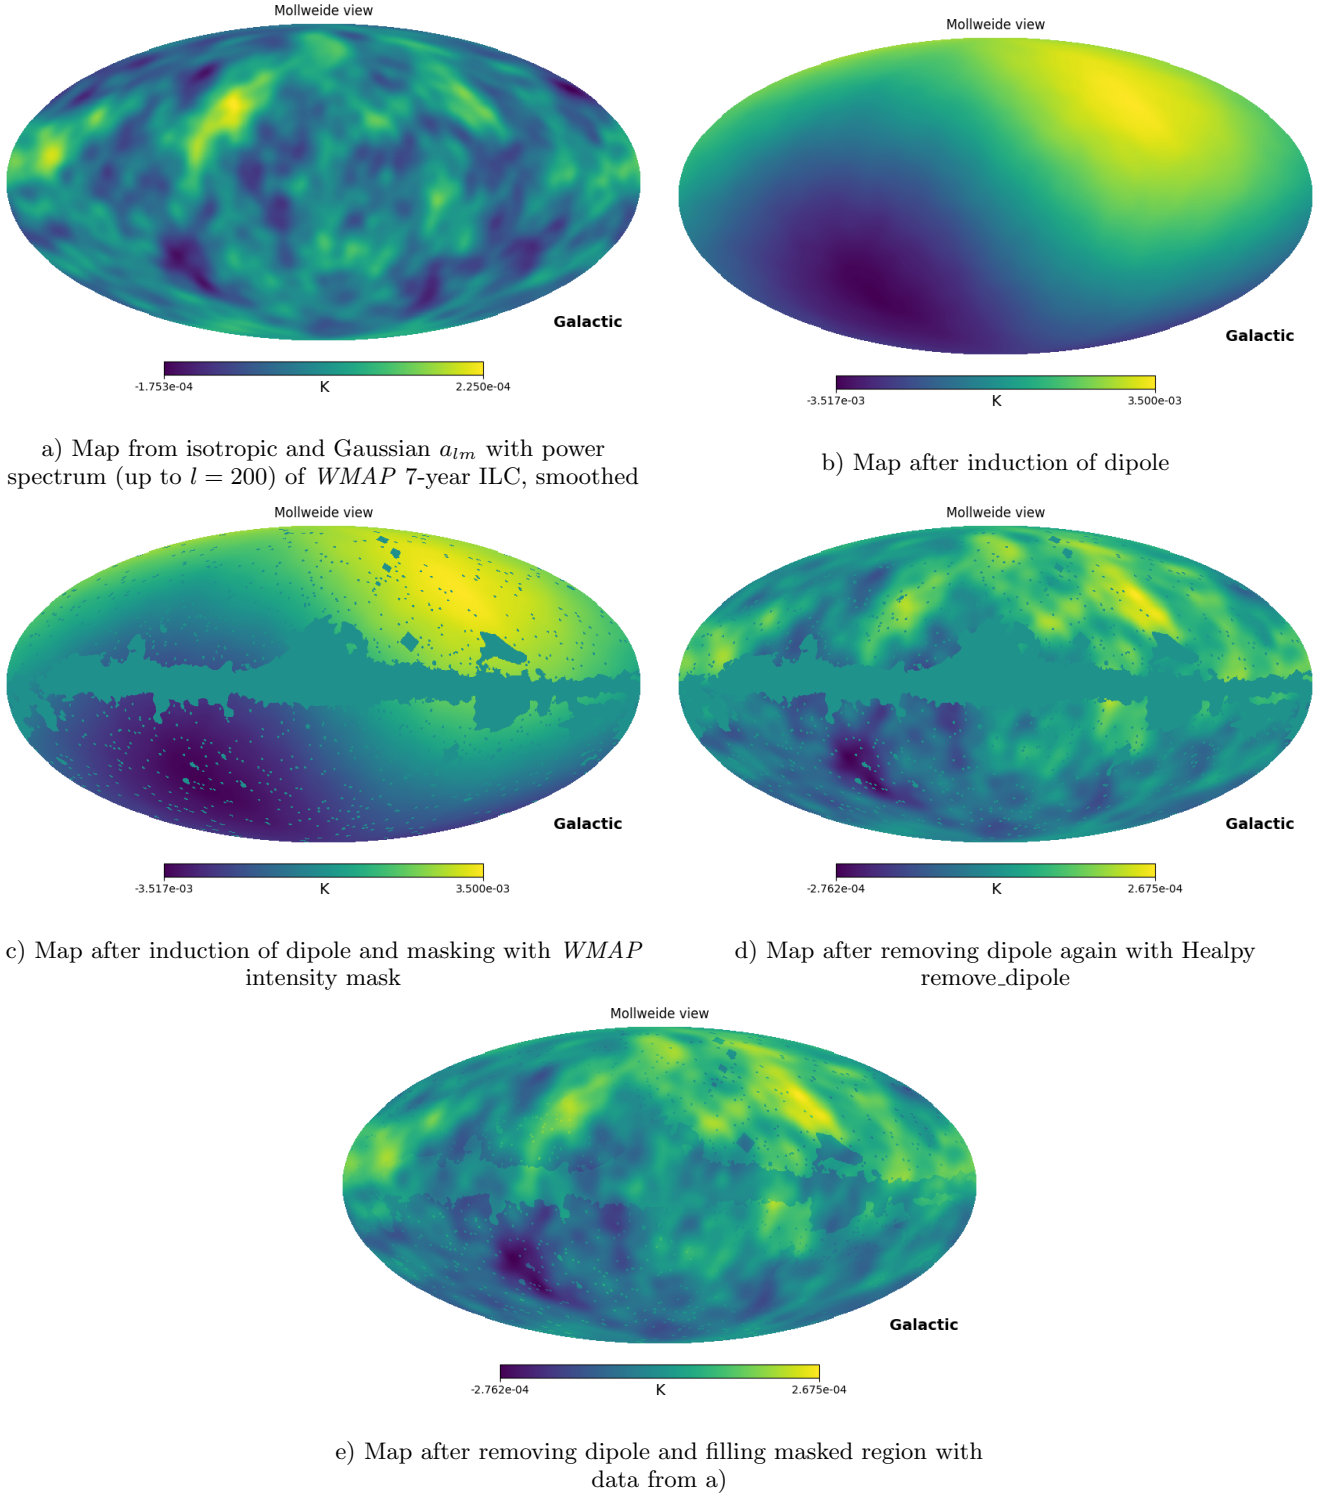 Mollweide view
Galactic
-1.753e-04
K
2.250e-04
a) Map from isotropic and Gaussian a_{lm} with power
spectrum (up to l = 200) of WMAP 7-year ILC, smoothed
Mollweide view
Galactic
-3.517e-03
K
3.500e-03
b) Map after induction of dipole
Mollweide view
Galactic
-3.517e-03
K
3.500e-03
c) Map after induction of dipole and masking with WMAP
intensity mask
Mollweide view
Galactic
-2.762e-04
K
2.675e-04
d) Map after removing dipole again with Healpy
remove_dipole
Mollweide view
Galactic
-2.762e-04
K
2.675e-04
e) Map after removing dipole and filling masked region with
data from a)